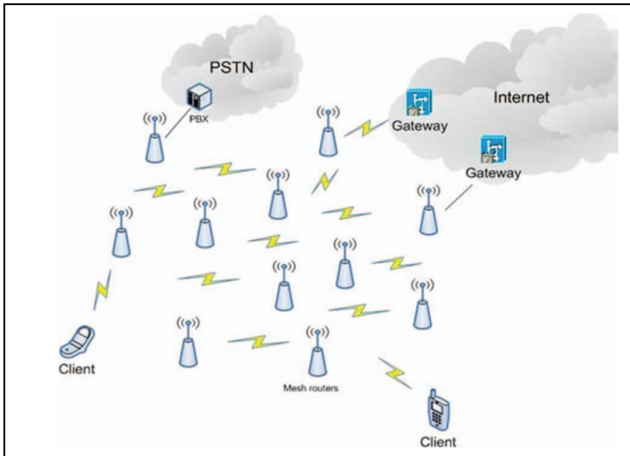 PSTN
PBX
Internet
Gateway
Gateway
Client
Mesh routers
Client